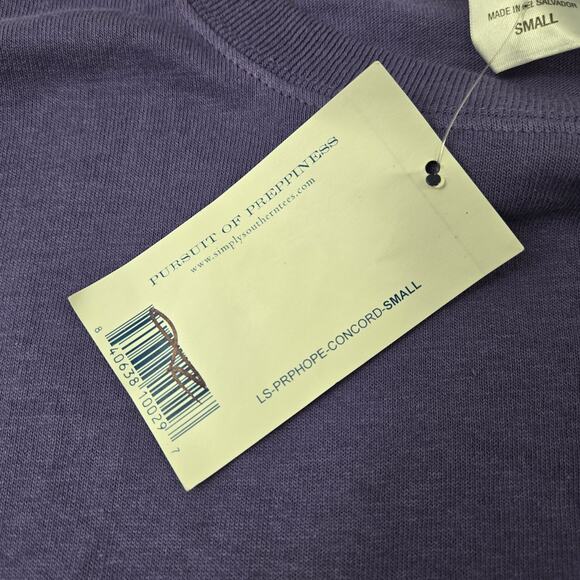 MADE IN EL SALVADOR
SMALL
PURSUIT OF PREPPINESS
www.simplysoutherntees.com
LS-PRPHOPE-CONCORD-SMALL
8 40638 10029 7